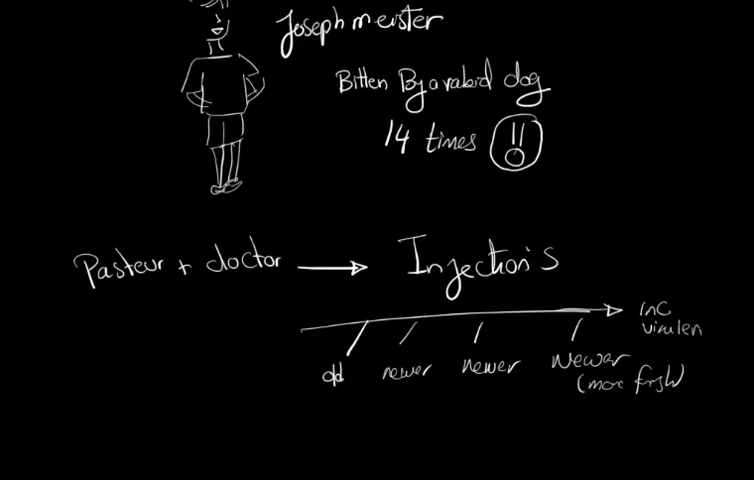 Joseph meister
Bitten By a rabid dog
14 times !!
Pasteur + doctor → Injections
Inc
virulen
old newer newer Newer
(more fresh)